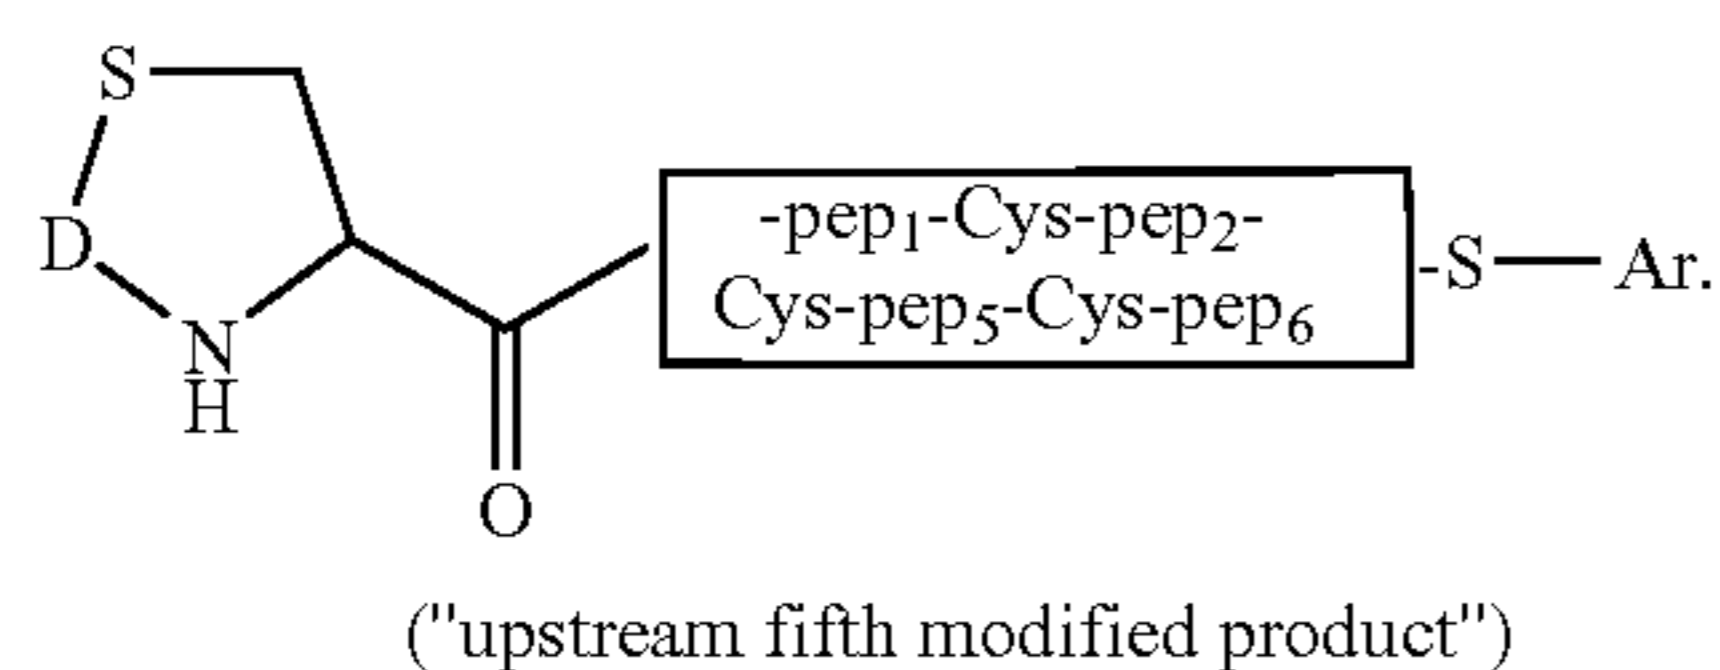 S
D
N
H
O
-pep₁-Cys-pep₂-
Cys-pep₅-Cys-pep₆
-S—Ar.
("upstream fifth modified product")